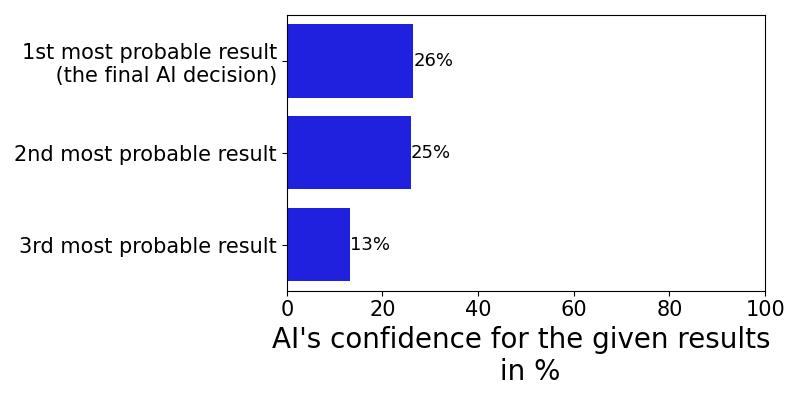 1st most probable result
(the final AI decision)
26%
2nd most probable result
25%
3rd most probable result
13%
0 20 40 60 80 100
AI's confidence for the given results
in %